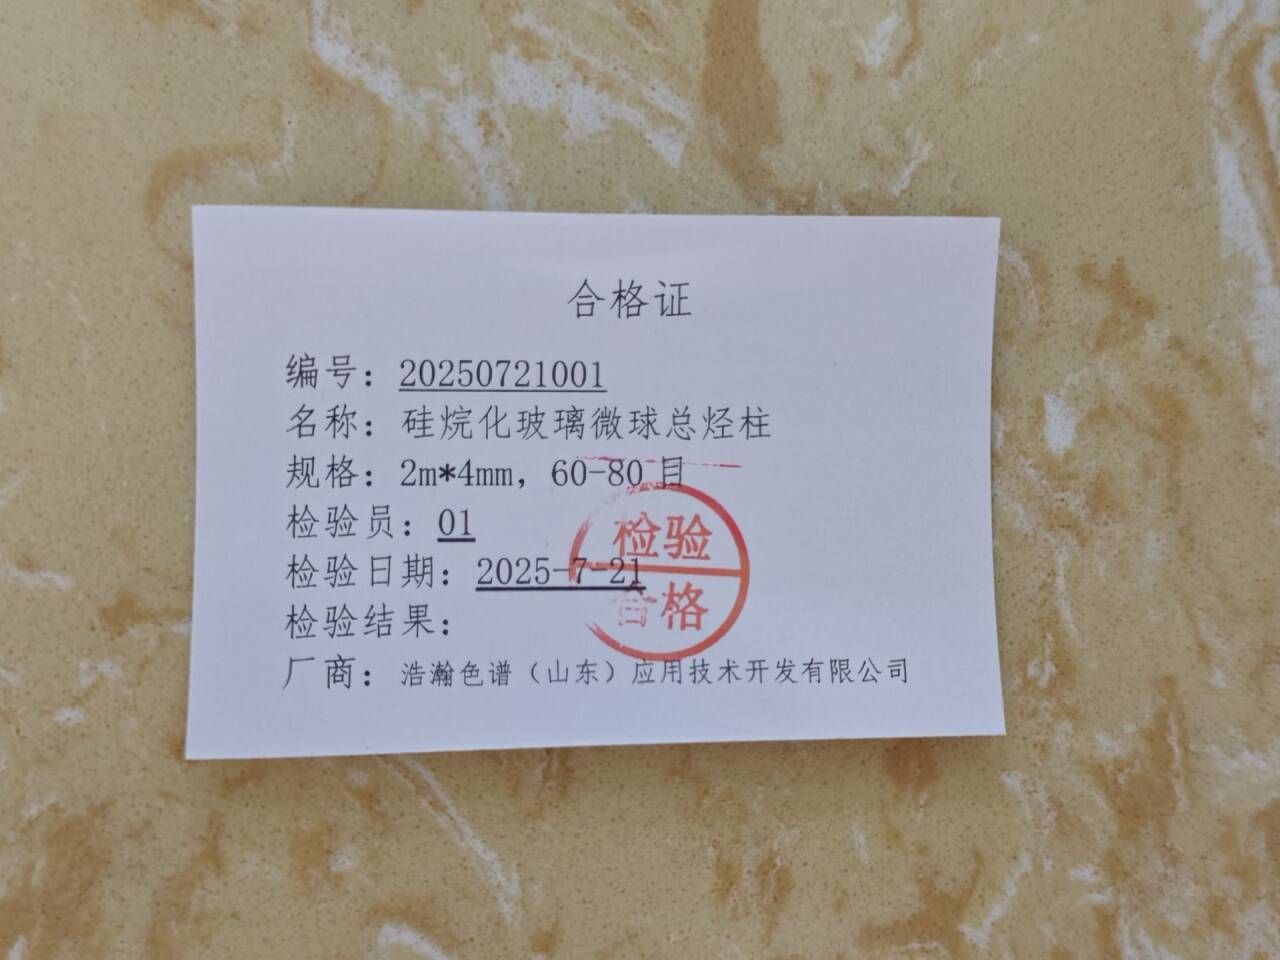 合格证
编号：20250721001
名称：硅烷化玻璃微球总烃柱
规格：2m*4mm，60-80 目
检验员：01
检验日期：2025-7-21
检验结果：
检验
合格
厂商：浩瀚色谱（山东）应用技术开发有限公司